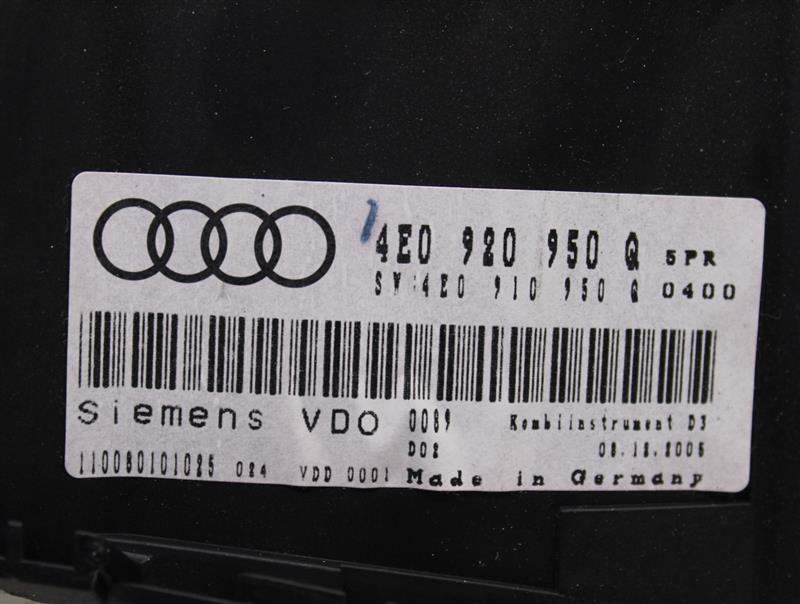 4E0 920 950 Q 5PR
SW:4E0 910 950 Q 0400
Siemens VDO 0089 Kombiinstrument D3
D02 08.12.2005
110080101025 024 VDD 0001 Made in Germany